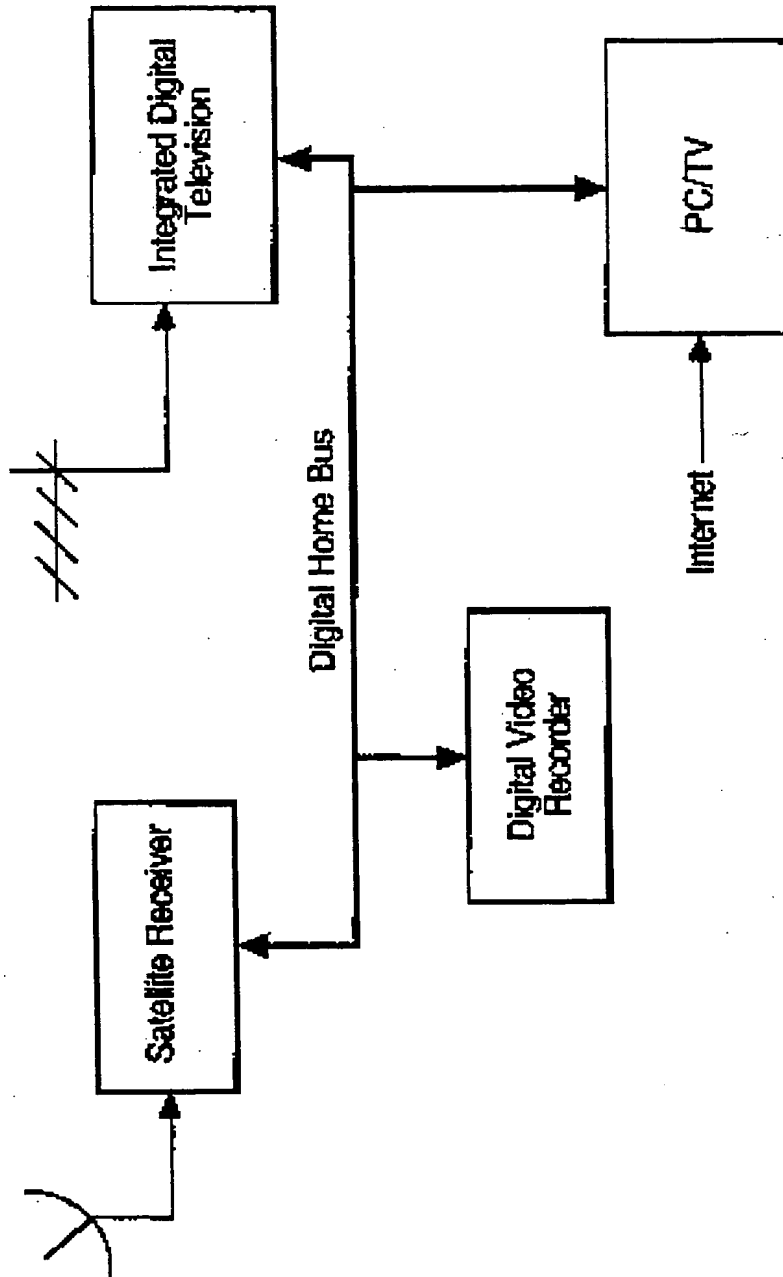 Satellite Receiver
Integrated Digital
Television
Digital Home Bus
Digital Video
Recorder
Internet
PC/TV